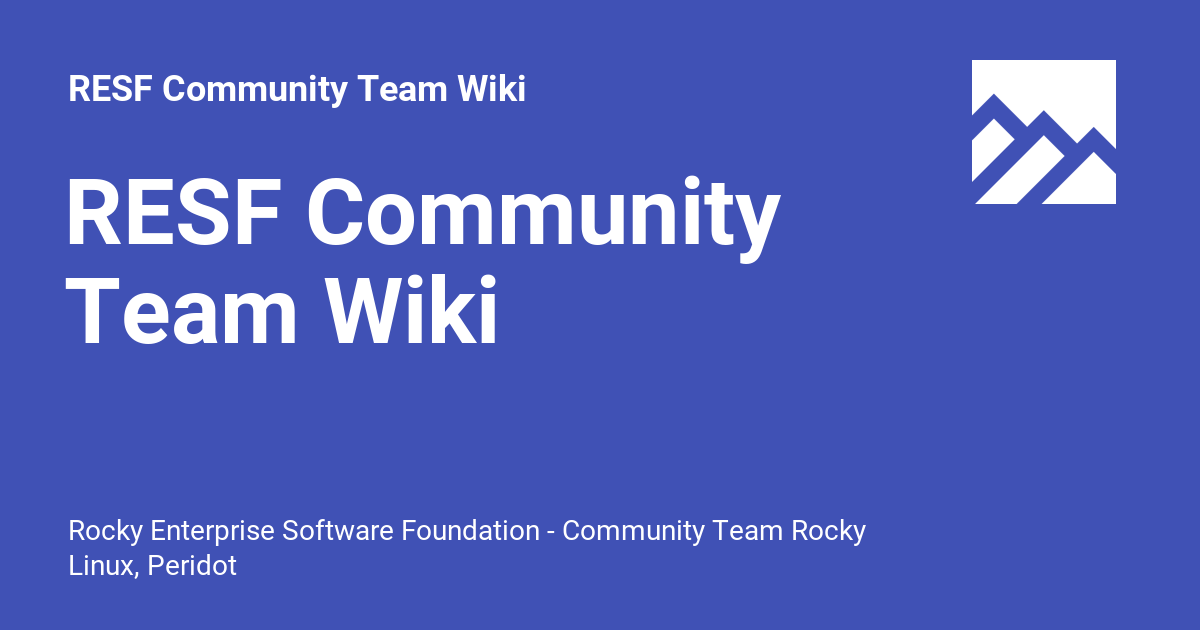 RESF Community Team Wiki
RESF Community
Team Wiki
Rocky Enterprise Software Foundation - Community Team Rocky
Linux, Peridot